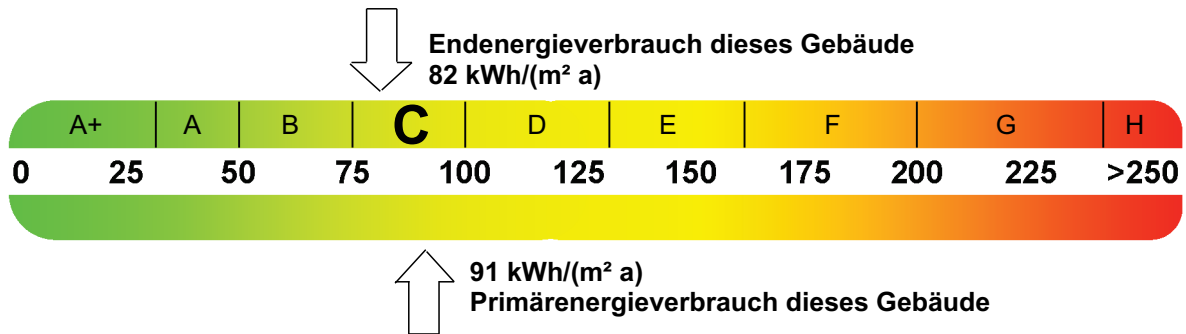 Endenergieverbrauch dieses Gebäude
82 kWh/(m² a)
A+ A B C D E F G H
0 25 50 75 100 125 150 175 200 225 >250
91 kWh/(m² a)
Primärenergieverbrauch dieses Gebäude